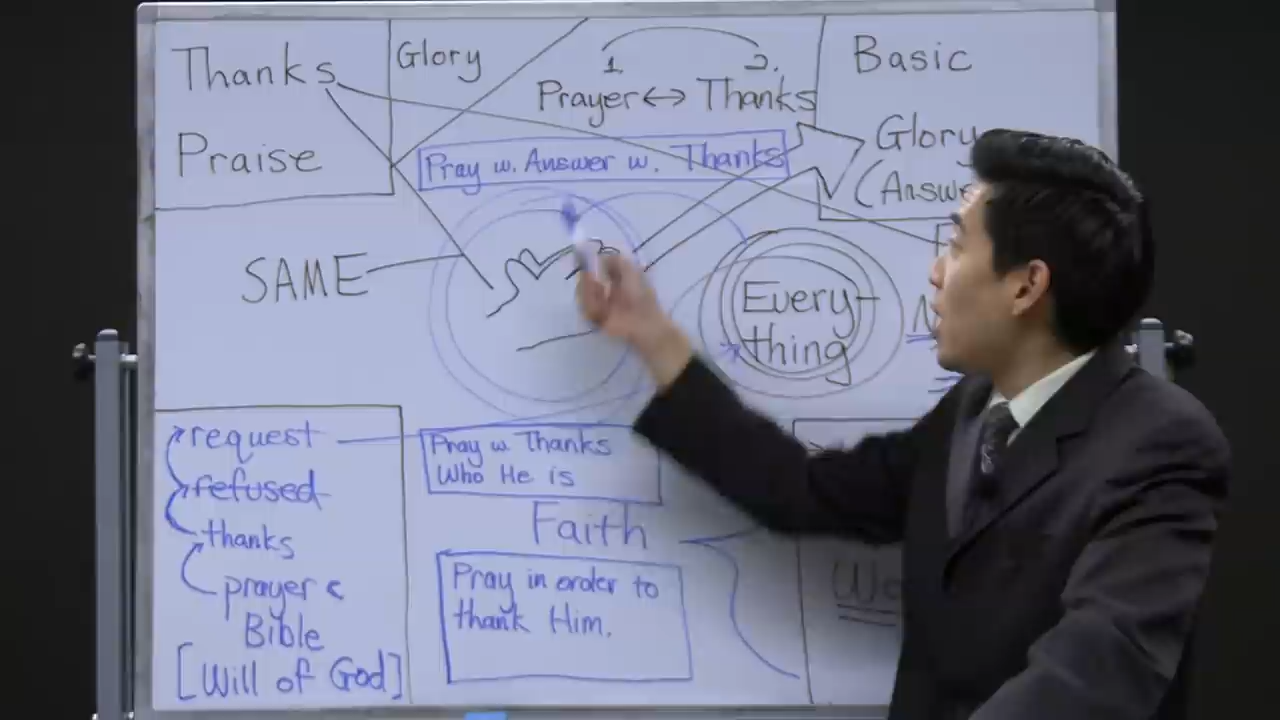 Thanks
Praise
Glory
1. 2.
Prayer ↔ Thanks
Pray w. Answer w. Thanks
Basic
Glory
SAME
Every-
thing
request
refused
thanks
prayer &
Bible
[Will of God]
Pray w Thanks
Who He is
Faith
Pray in order to
thank Him.